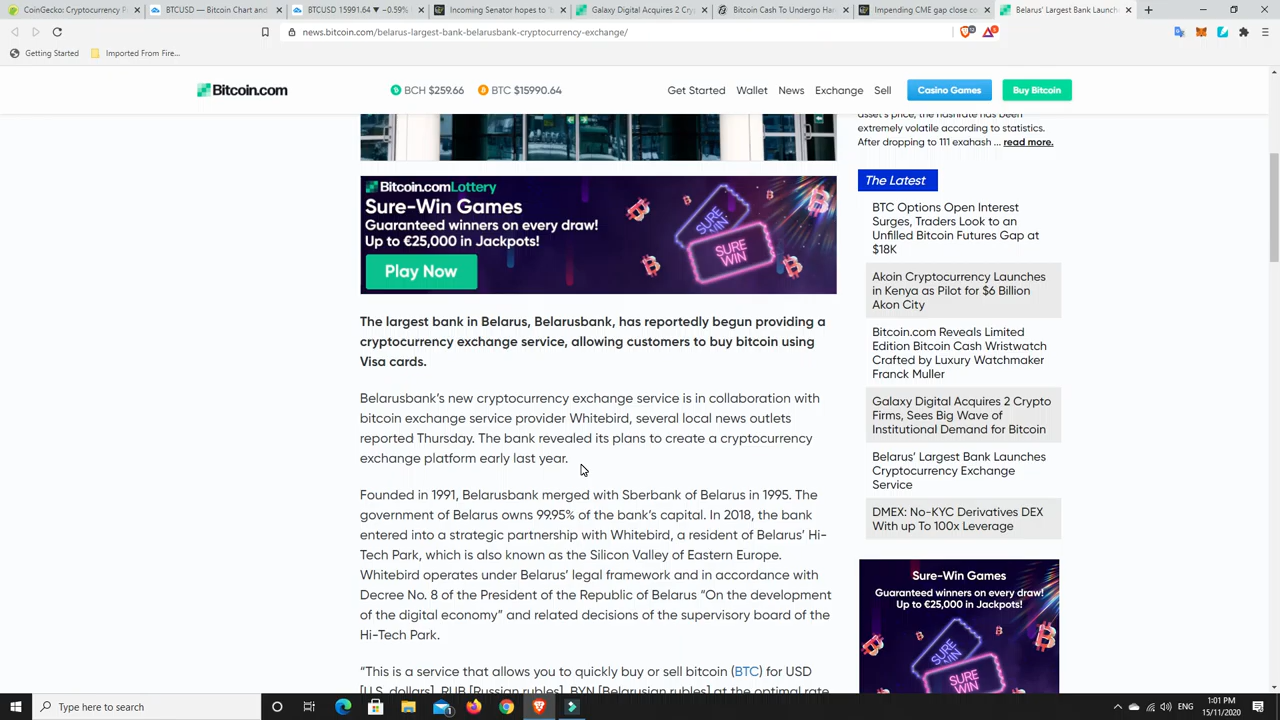 CoinGecko: Cryptocurrency P
BTCUSD — Bitcoin Chart and
BTCUSD 15991.64 ▼ −0.59%
Incoming Senator hopes to
Galaxy Digital Acquires 2 Cry
Bitcoin Cash To Undergo Har
Impending CME gap close co
Belarus' Largest Bank Launch
news.bitcoin.com/belarus-largest-bank-belarusbank-cryptocurrency-exchange/
Getting Started
Imported From Fire...
Bitcoin.com
BCH $259.66
BTC $15990.64
Get Started
Wallet
News
Exchange
Sell
Casino Games
Buy Bitcoin
asset's price, the hashrate has been
extremely volatile according to statistics.
After dropping to 111 exahash ... read more.
Bitcoin.com Lottery
Sure-Win Games
Guaranteed winners on every draw!
Up to €25,000 in Jackpots!
Play Now
SURE WIN
SURE WIN
The largest bank in Belarus, Belarusbank, has reportedly begun providing a
cryptocurrency exchange service, allowing customers to buy bitcoin using
Visa cards.
Belarusbank's new cryptocurrency exchange service is in collaboration with
bitcoin exchange service provider Whitebird, several local news outlets
reported Thursday. The bank revealed its plans to create a cryptocurrency
exchange platform early last year.
Founded in 1991, Belarusbank merged with Sberbank of Belarus in 1995. The
government of Belarus owns 99.95% of the bank's capital. In 2018, the bank
entered into a strategic partnership with Whitebird, a resident of Belarus' Hi-
Tech Park, which is also known as the Silicon Valley of Eastern Europe.
Whitebird operates under Belarus' legal framework and in accordance with
Decree No. 8 of the President of the Republic of Belarus “On the development
of the digital economy” and related decisions of the supervisory board of the
Hi-Tech Park.
“This is a service that allows you to quickly buy or sell bitcoin (BTC) for USD
[U.S. dollars], RUB [Russian rubles], BYN [Belarusian rubles] at the optimal rate
The Latest
BTC Options Open Interest
Surges, Traders Look to an
Unfilled Bitcoin Futures Gap at
$18K
Akoin Cryptocurrency Launches
in Kenya as Pilot for $6 Billion
Akon City
Bitcoin.com Reveals Limited
Edition Bitcoin Cash Wristwatch
Crafted by Luxury Watchmaker
Franck Muller
Galaxy Digital Acquires 2 Crypto
Firms, Sees Big Wave of
Institutional Demand for Bitcoin
Belarus' Largest Bank Launches
Cryptocurrency Exchange
Service
DMEX: No-KYC Derivatives DEX
With up To 100x Leverage
Sure-Win Games
Guaranteed winners on every draw!
Up to €25,000 in Jackpots!
SURE WIN
SURE WIN
Type here to search
ENG
1:01 PM
15/11/2020